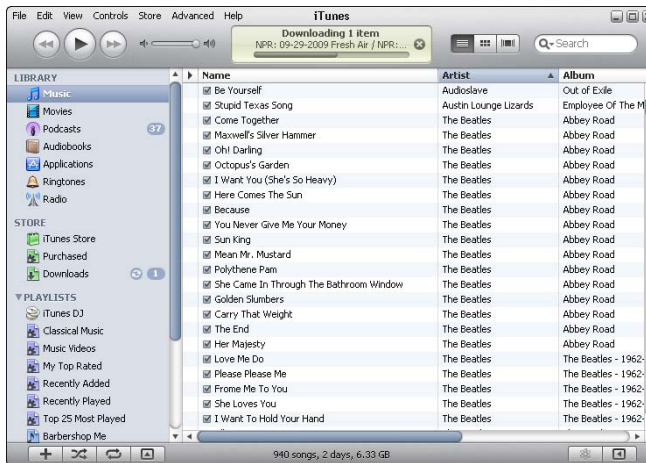 File Edit View Controls Store Advanced Help
iTunes
Downloading 1 item
NPR: 09-29-2009 Fresh Air / NPR:...
Search
LIBRARY
Music
Movies
Podcasts 37
Audiobooks
Applications
Ringtones
Radio
STORE
iTunes Store
Purchased
Downloads 1
PLAYLISTS
iTunes DJ
Classical Music
Music Videos
My Top Rated
Recently Added
Recently Played
Top 25 Most Played
Barbershop Me
Name Artist Album
Be Yourself Audioslave Out of Exile
Stupid Texas Song Austin Lounge Lizards Employee Of The M
Come Together The Beatles Abbey Road
Maxwell's Silver Hammer The Beatles Abbey Road
Oh! Darling The Beatles Abbey Road
Octopus's Garden The Beatles Abbey Road
I Want You (She's So Heavy) The Beatles Abbey Road
Here Comes The Sun The Beatles Abbey Road
Because The Beatles Abbey Road
You Never Give Me Your Money The Beatles Abbey Road
Sun King The Beatles Abbey Road
Mean Mr. Mustard The Beatles Abbey Road
Polythene Pam The Beatles Abbey Road
She Came In Through The Bathroom Window The Beatles Abbey Road
Golden Slumbers The Beatles Abbey Road
Carry That Weight The Beatles Abbey Road
The End The Beatles Abbey Road
Her Majesty The Beatles Abbey Road
Love Me Do The Beatles The Beatles - 1962-
Please Please Me The Beatles The Beatles - 1962-
Frome Me To You The Beatles The Beatles - 1962-
She Loves You The Beatles The Beatles - 1962-
I Want To Hold Your Hand The Beatles The Beatles - 1962-
940 songs, 2 days, 6.33 GB